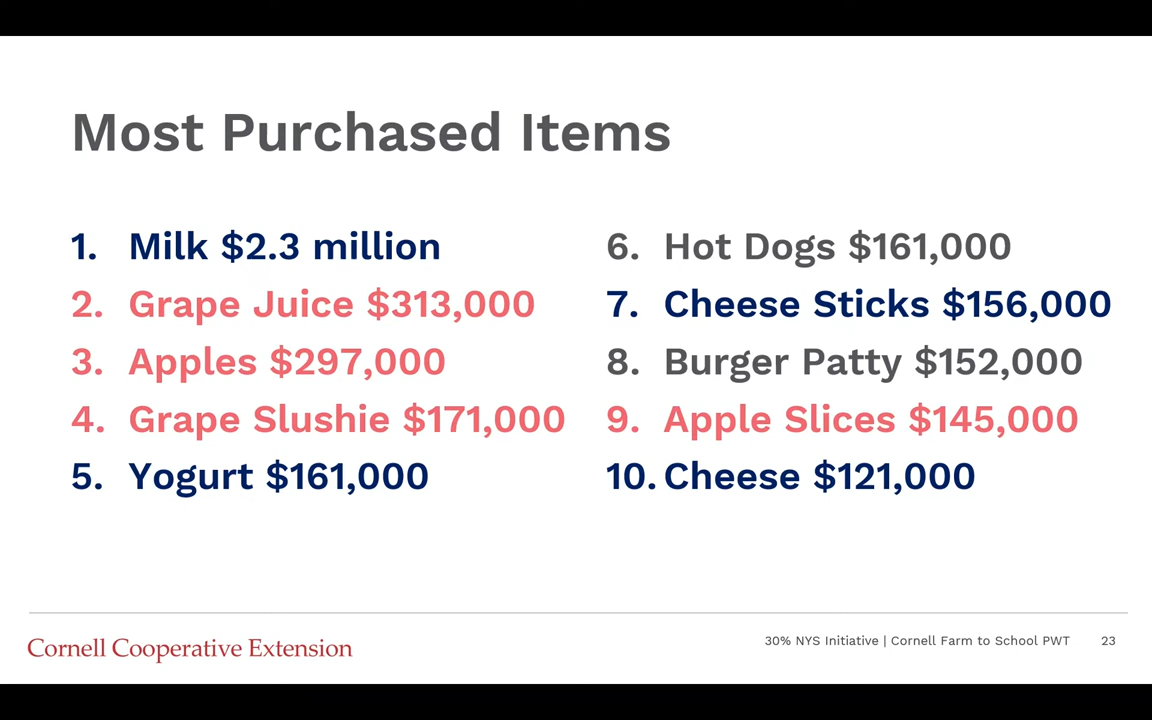 Most Purchased Items
1. Milk $2.3 million
2. Grape Juice $313,000
3. Apples $297,000
4. Grape Slushie $171,000
5. Yogurt $161,000
6. Hot Dogs $161,000
7. Cheese Sticks $156,000
8. Burger Patty $152,000
9. Apple Slices $145,000
10. Cheese $121,000
Cornell Cooperative Extension
30% NYS Initiative | Cornell Farm to School PWT 23